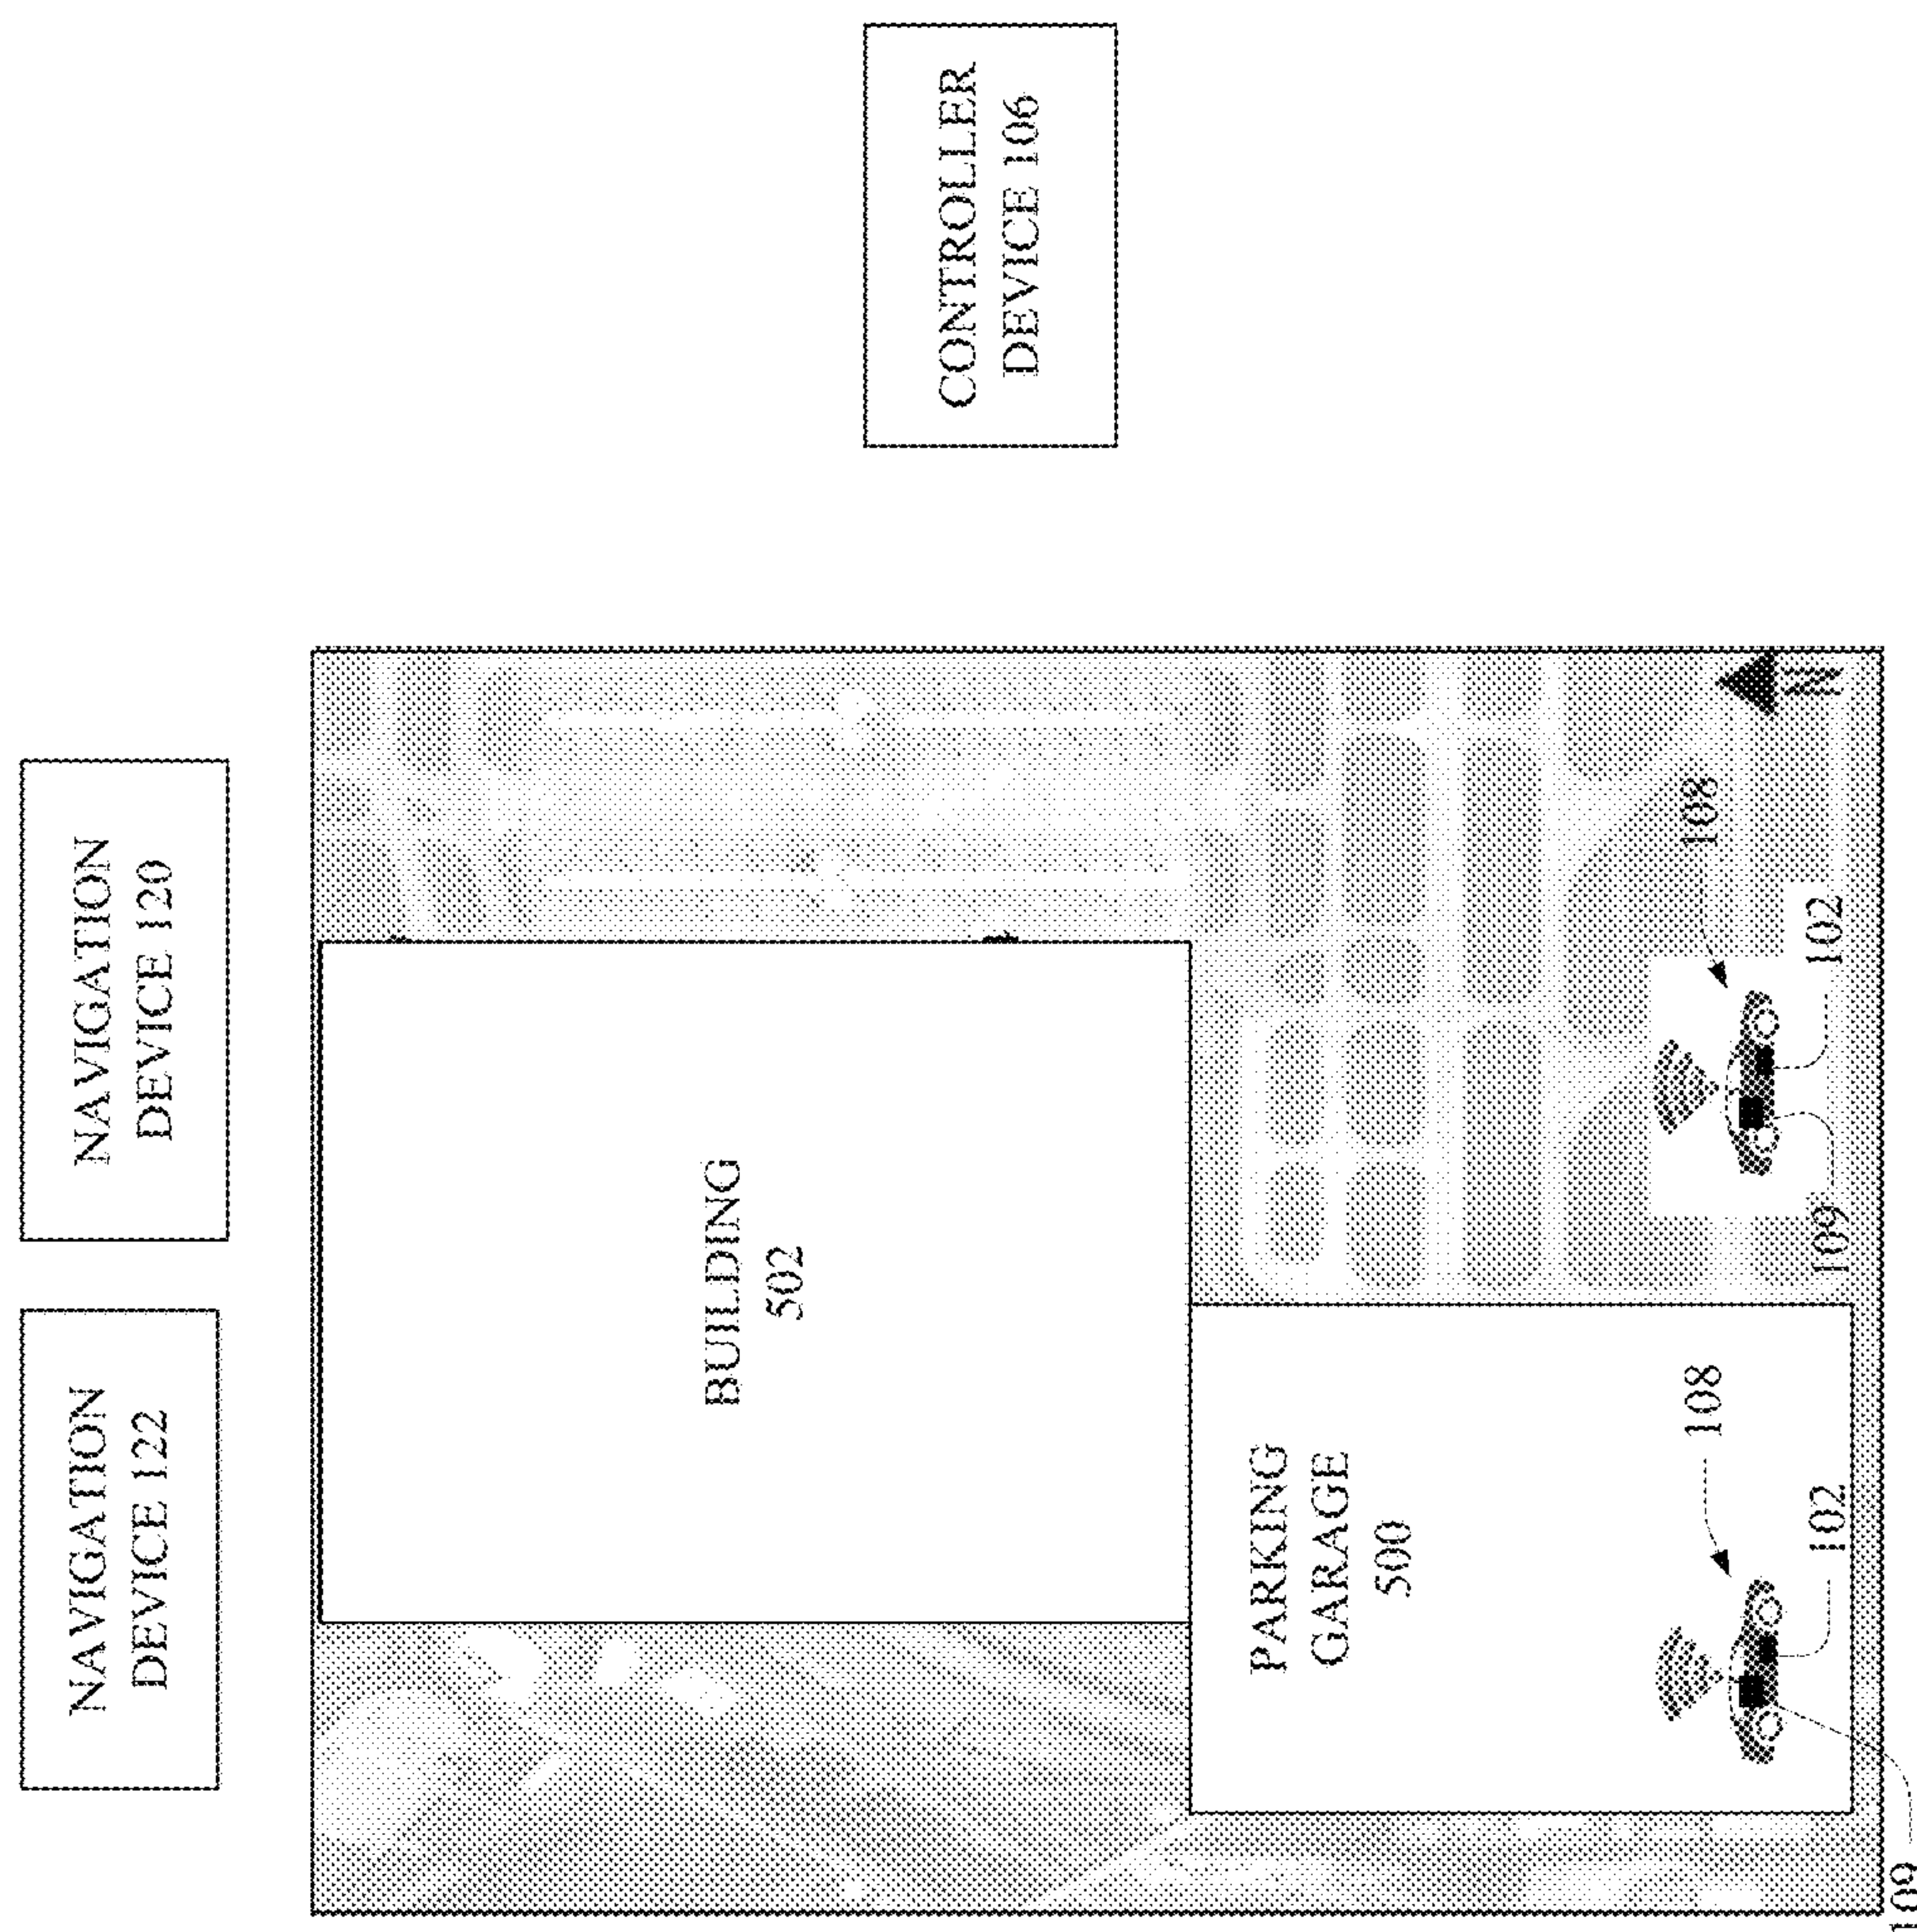 NAVIGATION
DEVICE 122
NAVIGATION
DEVICE 120
BUILDING
502
CONTROLLER
DEVICE 106
PARKING
GARAGE
500
108
108
102
109
102
N
109